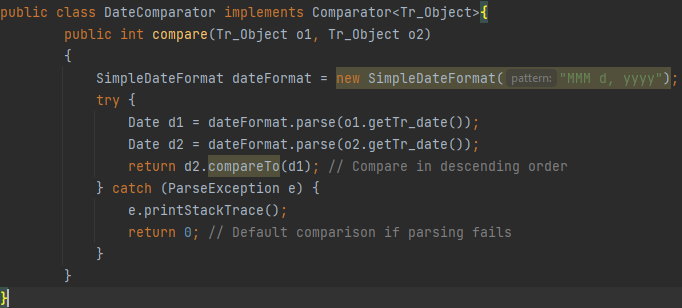 public class DateComparator implements Comparator<Tr_Object>{
public int compare(Tr_Object o1, Tr_Object o2)
{
SimpleDateFormat dateFormat = new SimpleDateFormat( pattern: "MMM d, yyyy");
try {
Date d1 = dateFormat.parse(o1.getTr_date());
Date d2 = dateFormat.parse(o2.getTr_date());
return d2.compareTo(d1); // Compare in descending order
} catch (ParseException e) {
e.printStackTrace();
return 0; // Default comparison if parsing fails
}
}
}